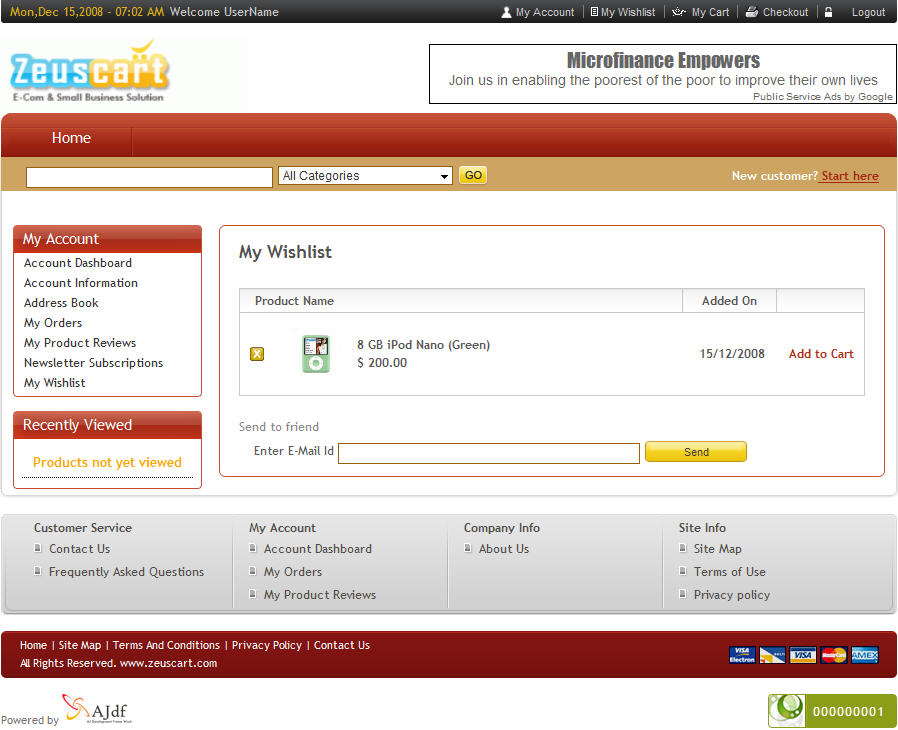 Mon,Dec 15,2008 - 07:02 AM Welcome UserName
My Account My Wishlist My Cart Checkout Logout
Zeuscart
E-Com & Small Business Solution
Microfinance Empowers
Join us in enabling the poorest of the poor to improve their own lives
Public Service Ads by Google
Home
All Categories GO New customer? Start here
My Account
Account Dashboard
Account Information
Address Book
My Orders
My Product Reviews
Newsletter Subscriptions
My Wishlist
Recently Viewed
Products not yet viewed
My Wishlist
Product Name Added On
X 8 GB iPod Nano (Green)
$ 200.00
15/12/2008 Add to Cart
Send to friend
Enter E-Mail Id Send
Customer Service
Contact Us
Frequently Asked Questions
My Account
Account Dashboard
My Orders
My Product Reviews
Company Info
About Us
Site Info
Site Map
Terms of Use
Privacy policy
Home | Site Map | Terms And Conditions | Privacy Policy | Contact Us
All Rights Reserved. www.zeuscart.com
VISA Electron VISA MasterCard AMEX
Powered by AJdf
000000001